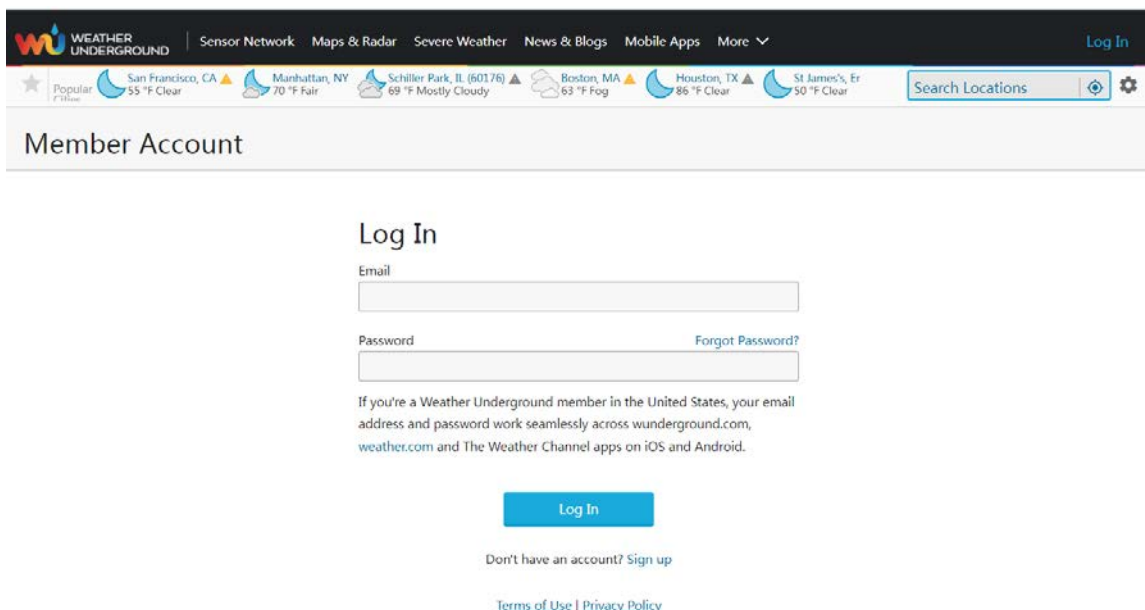 WEATHER UNDERGROUND
Sensor Network Maps & Radar Severe Weather News & Blogs Mobile Apps More Log In
Popular Cities
San Francisco, CA
55 °F Clear
Manhattan, NY
70 °F Fair
Schiller Park, IL (60176)
69 °F Mostly Cloudy
Boston, MA
63 °F Fog
Houston, TX
86 °F Clear
St James's, Er
50 °F Clear
Search Locations
Member Account
Log In
Email
Password Forgot Password?
If you're a Weather Underground member in the United States, your email
address and password work seamlessly across wunderground.com,
weather.com and The Weather Channel apps on iOS and Android.
Log In
Don't have an account? Sign up
Terms of Use | Privacy Policy